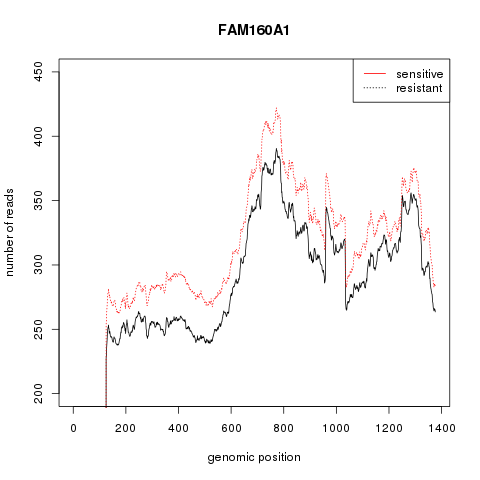 FAM160A1
sensitive
resistant
number of reads
450
400
350
300
250
200
0 200 400 600 800 1000 1200 1400
genomic position